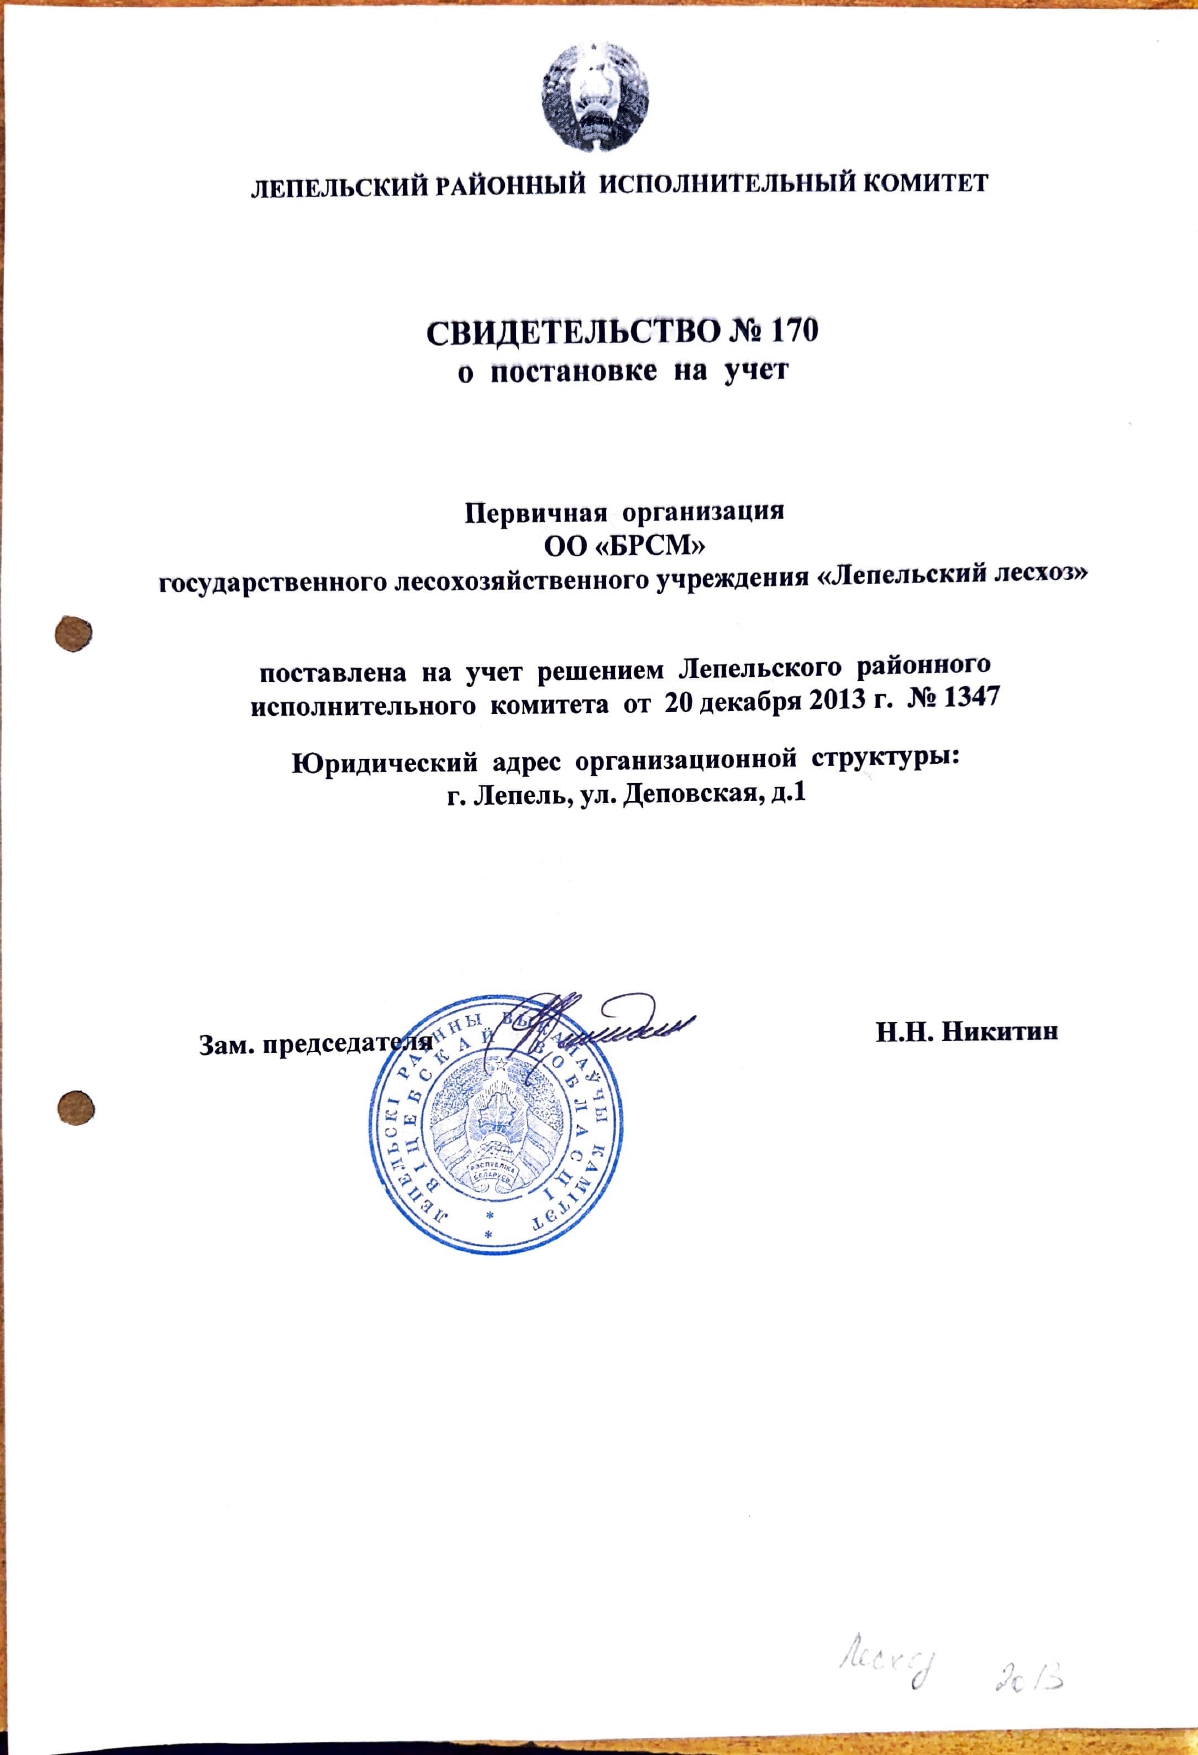 ЛЕПЕЛЬСКИЙ РАЙОННЫЙ ИСПОЛНИТЕЛЬНЫЙ КОМИТЕТ
СВИДЕТЕЛЬСТВО № 170
о постановке на учет
Первичная организация
ОО «БРСМ»
государственного лесохозяйственного учреждения «Лепельский лесхоз»
поставлена на учет решением Лепельского районного
исполнительного комитета от 20 декабря 2013 г. № 1347
Юридический адрес организационной структуры:
г. Лепель, ул. Деповская, д.1
Зам. председателя
Н.Н. Никитин
ЛЕПЕЛЬСКІ РАЁННЫ ВЫКАНАЎЧЫ КАМІТЭТ
ВІЦЕБСКАЙ ВОБЛАСЦІ
РЭСПУБЛІКА
БЕЛАРУСЬ
Лесхоз 2013